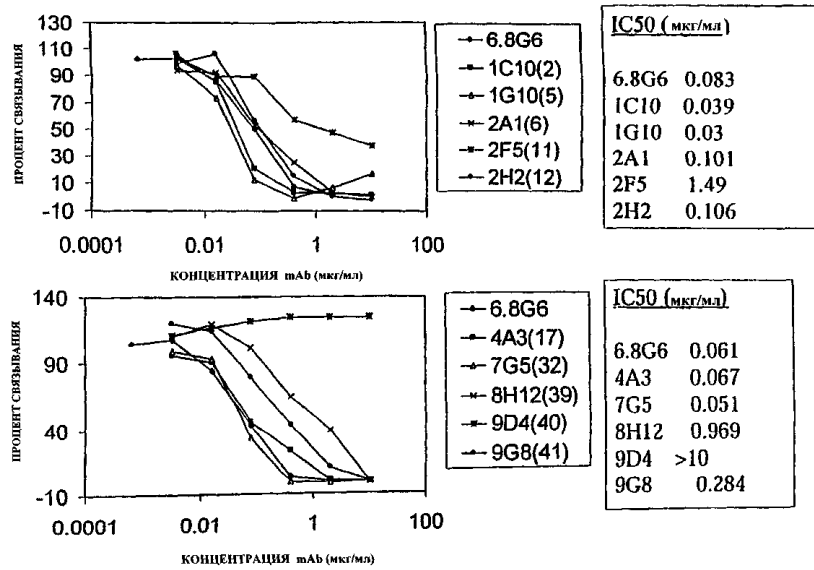 ПРОЦЕНТ СВЯЗЫВАНИЯ
130
110
90
70
50
30
10
-10
0.0001
0.01
1
100
КОНЦЕНТРАЦИЯ mAb (мкг/мл)
6.8G6
1C10(2)
1G10(5)
2A1(6)
2F5(11)
2H2(12)
IC50 (мкг/мл)
6.8G6 0.083
1C10 0.039
1G10 0.03
2A1 0.101
2F5 1.49
2H2 0.106
ПРОЦЕНТ СВЯЗЫВАНИЯ
140
90
40
-10
0.0001
0.01
1
100
КОНЦЕНТРАЦИЯ mAb (мкг/мл)
6.8G6
4A3(17)
7G5(32)
8H12(39)
9D4(40)
9G8(41)
IC50 (мкг/мл)
6.8G6 0.061
4A3 0.067
7G5 0.051
8H12 0.969
9D4 >10
9G8 0.284